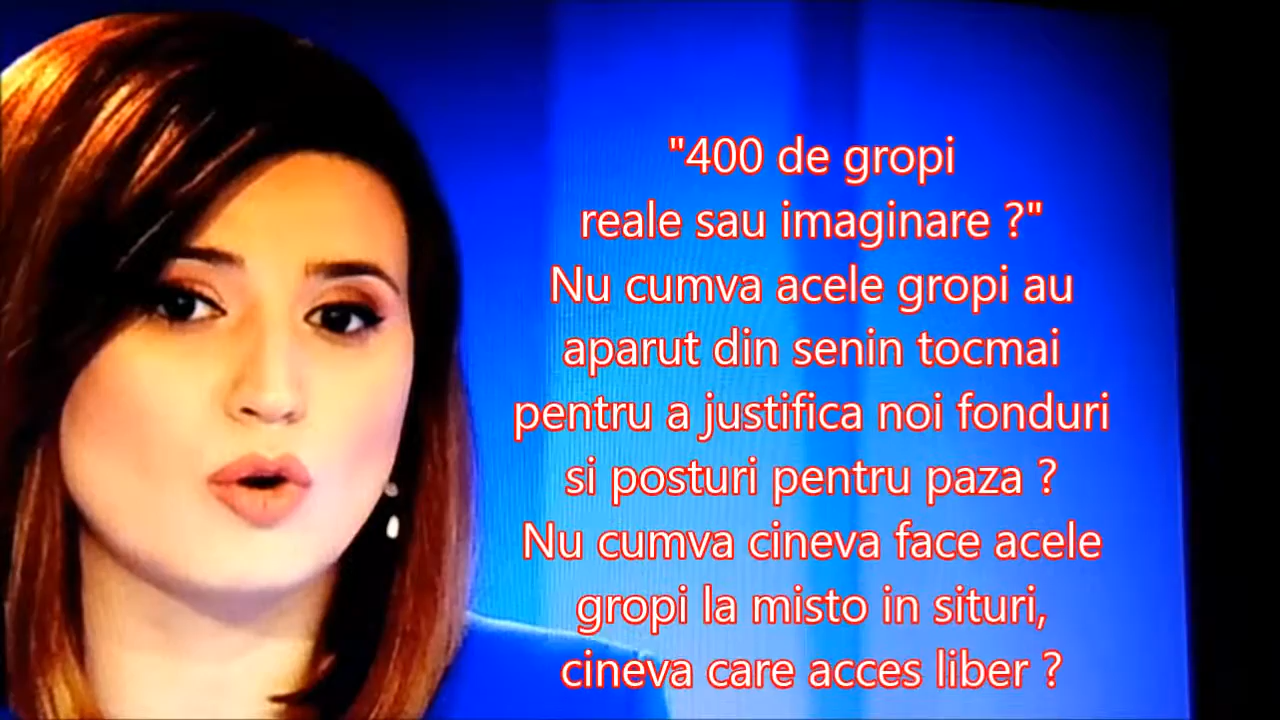 "400 de gropi
reale sau imaginare ?"
Nu cumva acele gropi au
aparut din senin tocmai
pentru a justifica noi fonduri
si posturi pentru paza ?
Nu cumva cineva face acele
gropi la misto in situri,
cineva care acces liber ?